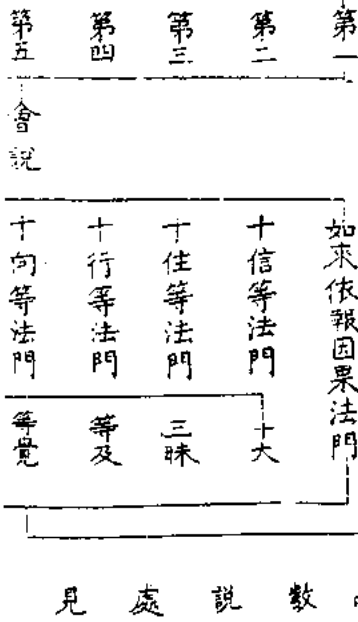 第一
第二
第三
第四
第五
會説
如來依報因果法門
十信等法門
十住等法門
十行等法門
十向等法門
十大
三昧
等及
等覺
數
説
處
見